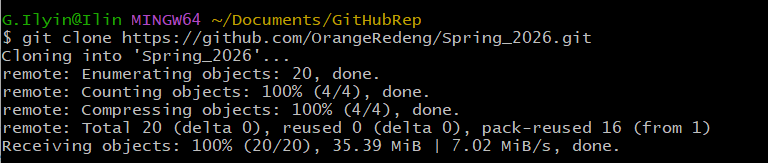 G.Ilyin@Ilin MINGW64 ~/Documents/GitHubRep
$ git clone https://github.com/OrangeRedeng/Spring_2026.git
Cloning into 'Spring_2026'...
remote: Enumerating objects: 20, done.
remote: Counting objects: 100% (4/4), done.
remote: Compressing objects: 100% (4/4), done.
remote: Total 20 (delta 0), reused 0 (delta 0), pack-reused 16 (from 1)
Receiving objects: 100% (20/20), 35.39 MiB | 7.02 MiB/s, done.